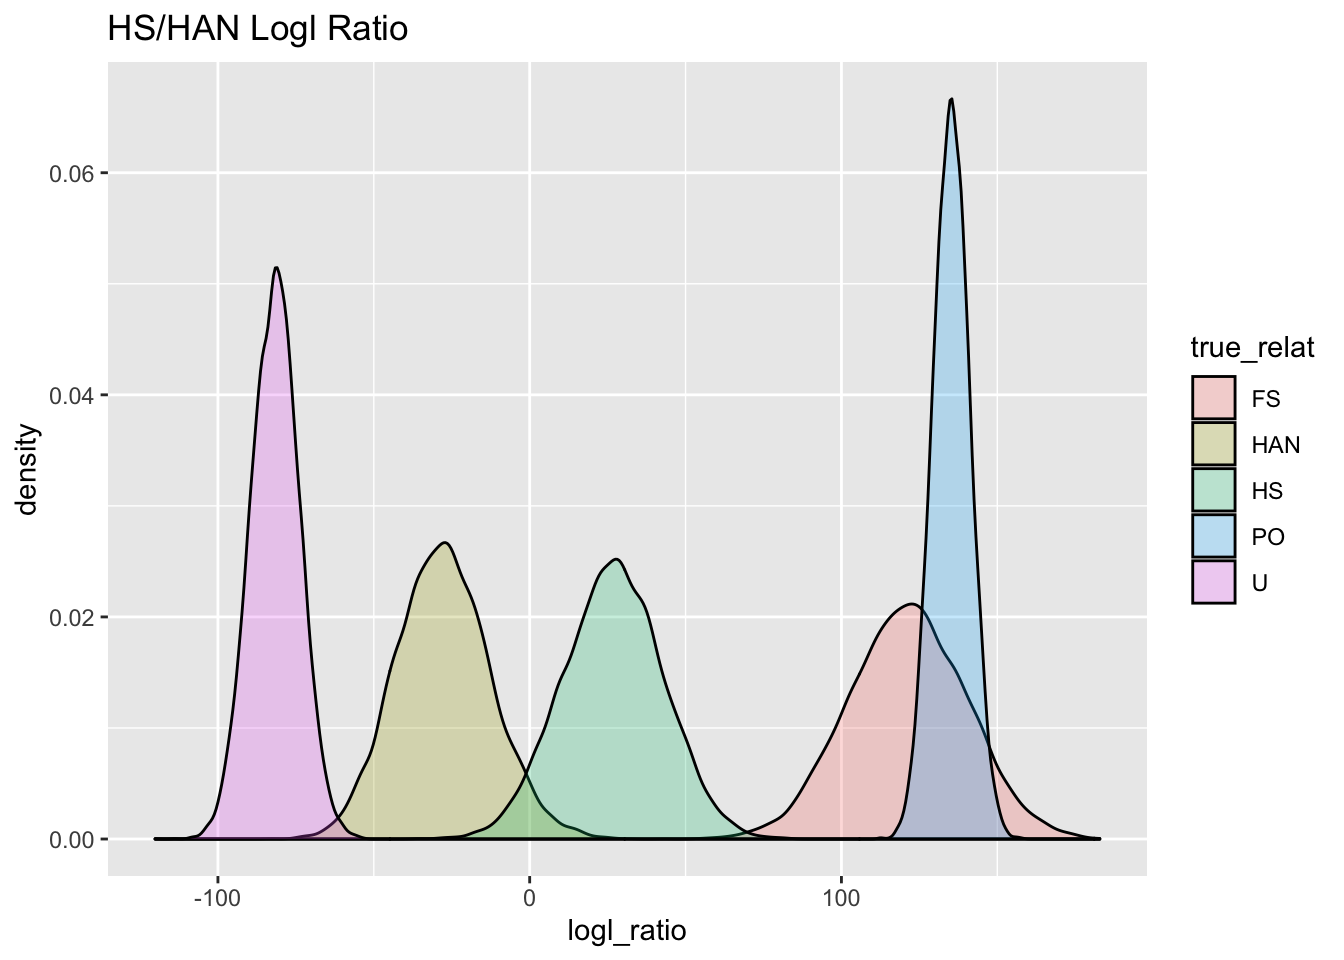 HS/HAN Logl Ratio
0.06
0.04
0.02
0.00
density
-100
0
100
logl_ratio
true_relat
FS
HAN
HS
PO
U